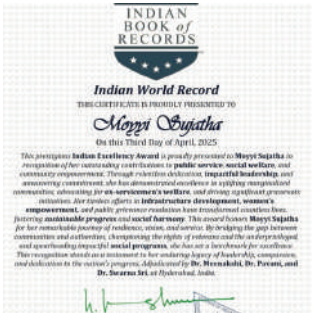 INDIAN
BOOK of
RECORDS
Indian World Record
THIS CERTIFICATE IS PROUDLY PRESENTED TO
Moyyi Sujatha
On this Third Day of April, 2025
This prestigious Indian Excellency Award is proudly presented to Moyyi Sujatha in
recognition of her outstanding contributions to public service, social welfare, and
community empowerment. Through relentless dedication, impactful leadership, and
unwavering commitment, she has demonstrated excellence in uplifting marginalized
communities, advocating for ex-servicemen's welfare, and driving significant grassroots
initiatives. Her tireless efforts in infrastructure development, women's
empowerment, and public grievance resolution have transformed countless lives,
fostering sustainable progress and social harmony. This award honors Moyyi Sujatha
for her remarkable journey of resilience, vision, and service. By bridging the gap between
communities and authorities, championing the rights of veterans and the underprivileged,
and spearheading impactful social programs, she has set a benchmark for excellence.
This recognition stands as a testament to her enduring legacy of leadership, compassion,
and dedication to the nation's progress. Adjudicated by Dr. Meenakshi, Dr. Pavani, and
Dr. Swarna Sri, at Hyderabad, India.